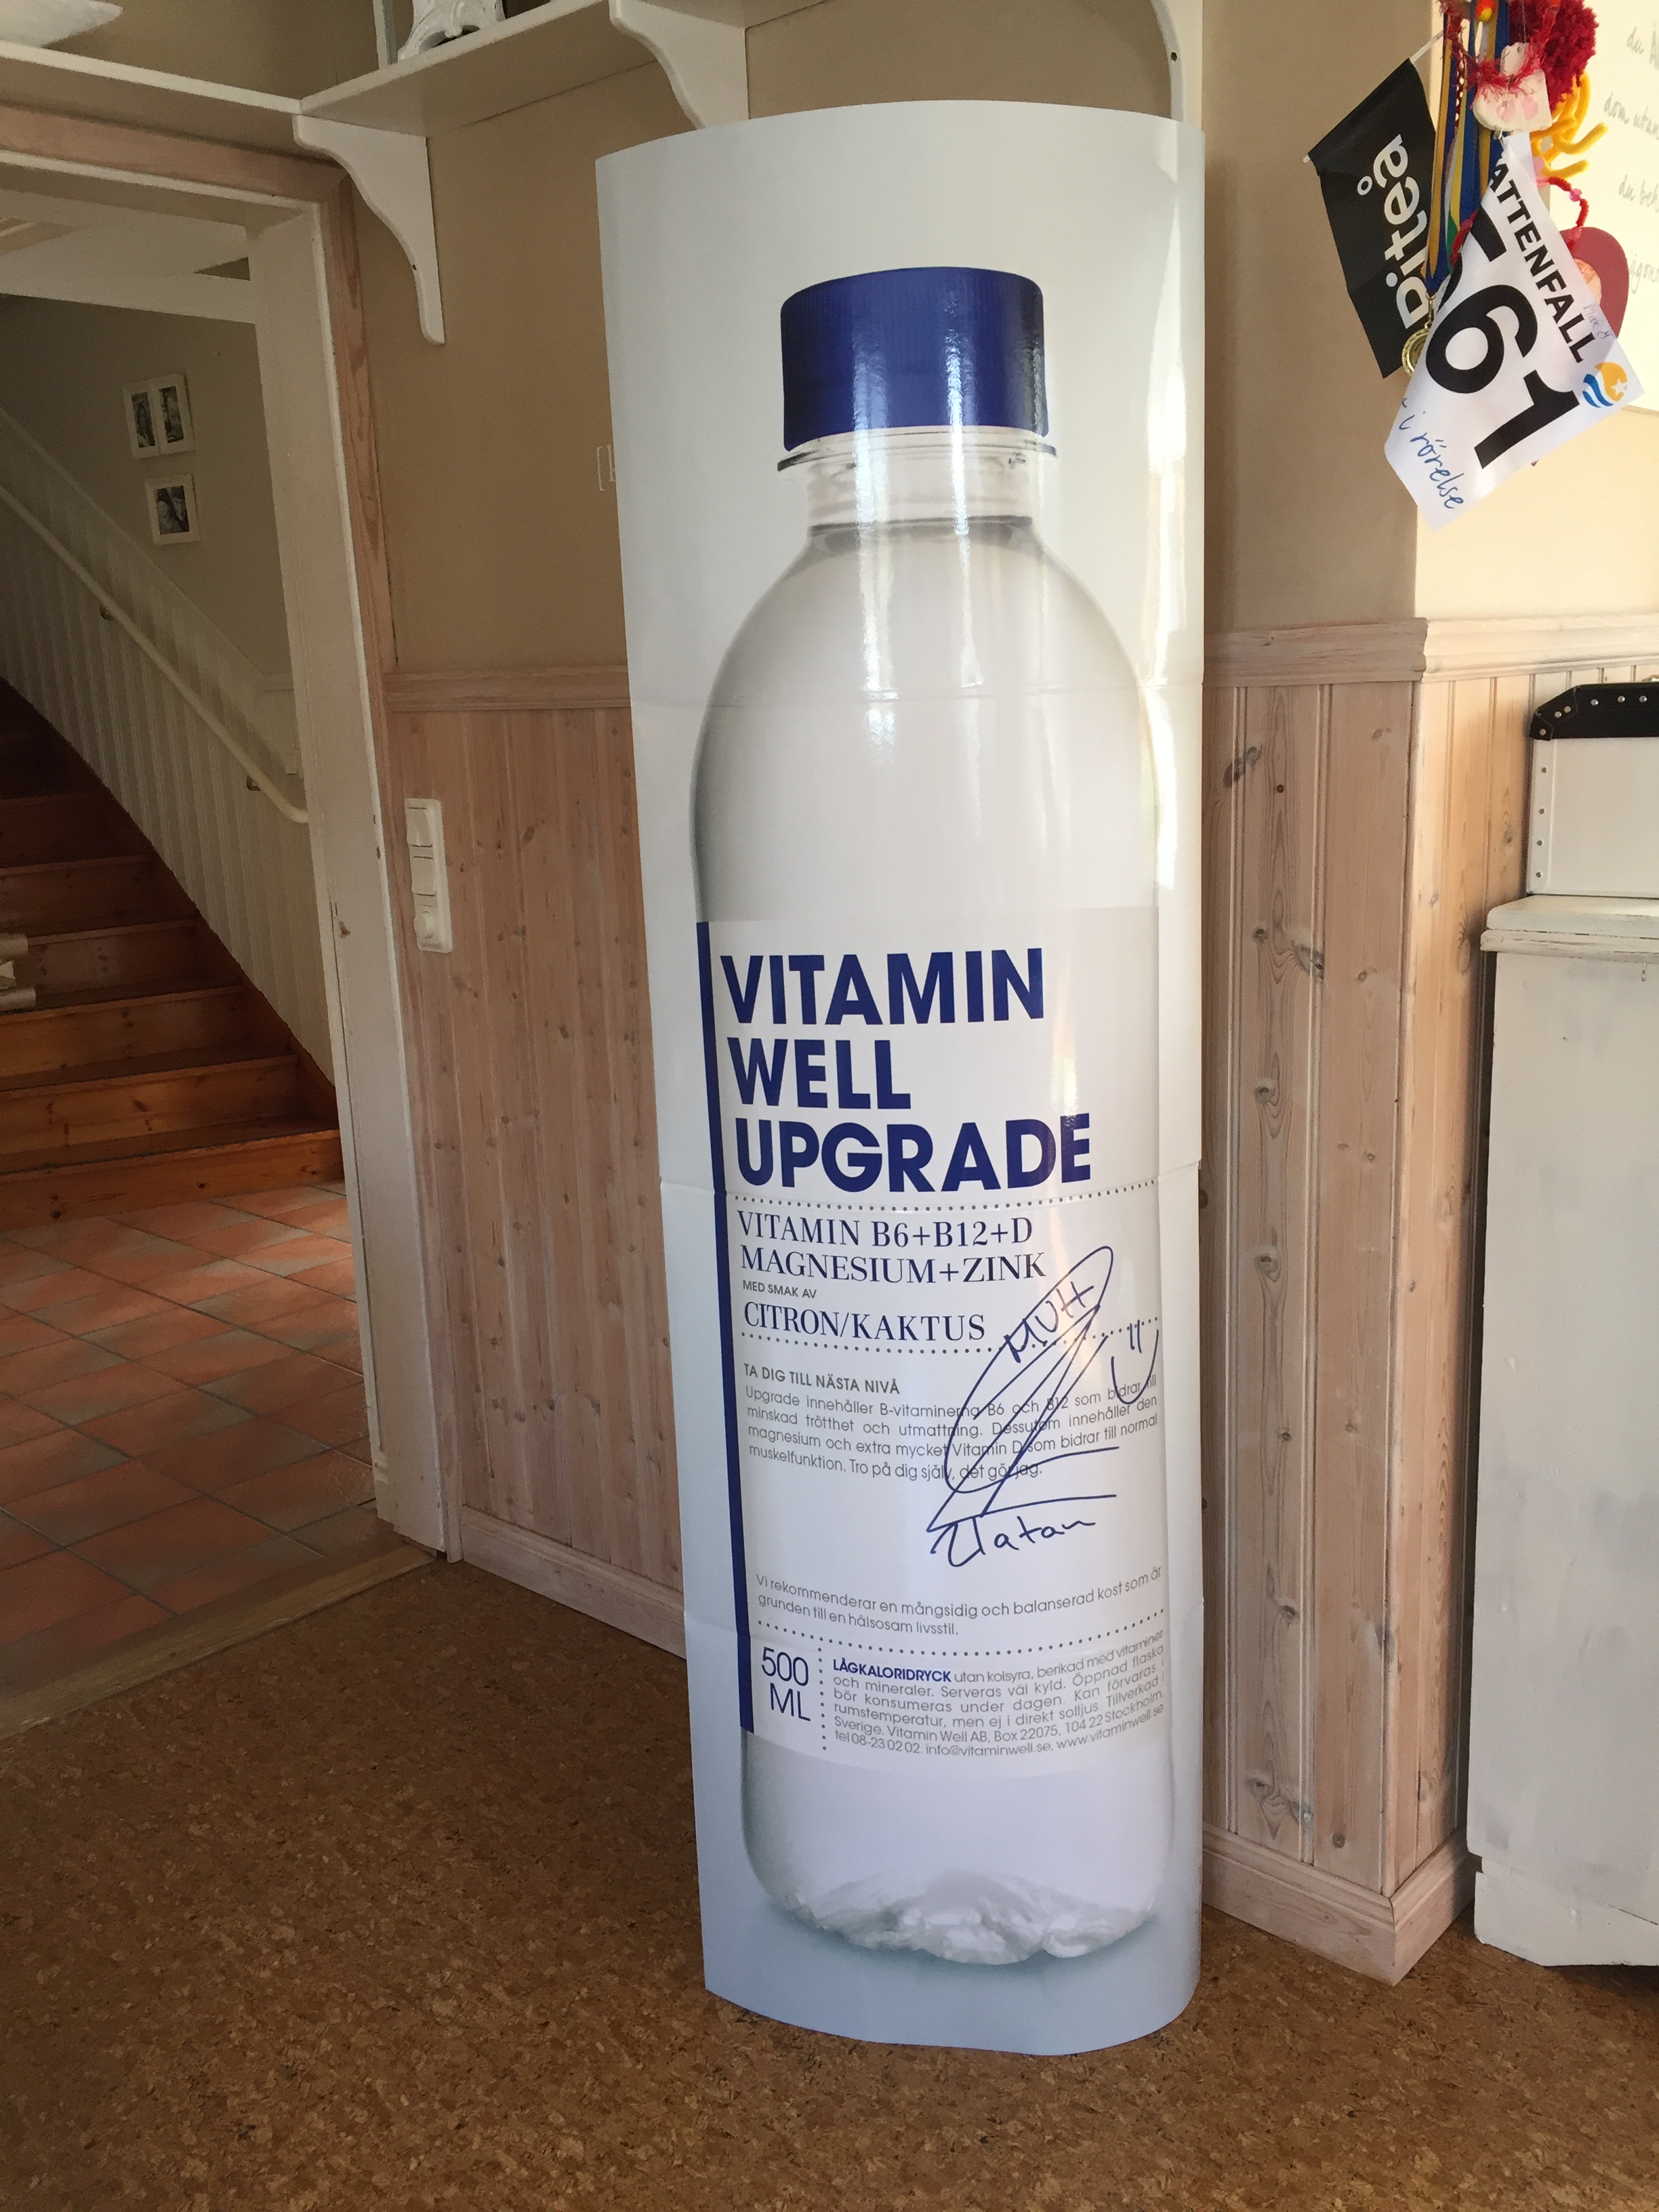 VITAMIN
WELL
UPGRADE
VITAMIN B6+B12+D
MAGNESIUM+ZINK
MED SMAK AV
CITRON/KAKTUS
TA DIG TILL NÄSTA NIVÅ
Upgrade innehåller B-vitaminerna B6 och B12 som bidrar till
minskad trötthet och utmattning. Dessutom innehåller den
magnesium och extra mycket Vitamin D som bidrar till normal
muskelfunktion. Tro på dig själv, det gör jag.
Zlatan
Vi rekommenderar en mångsidig och balanserad kost som är
grunden till en hälsosam livsstil.
500
ML
LÅGKALORIDRYCK utan kolsyra, berikad med vitaminer
och mineraler. Serveras väl kyld. Öppnad flaska
bör konsumeras under dagen. Kan förvaras i
rumstemperatur, men ej i direkt solljus. Tillverkad i
Sverige. Vitamin Well AB, Box 22075, 104 22 Stockholm,
tel 08-23 02 02. info@vitaminwell.se, www.vitaminwell.se
Piteå
ATTENFALL
561
i rörelse
du
dom utan
du beh